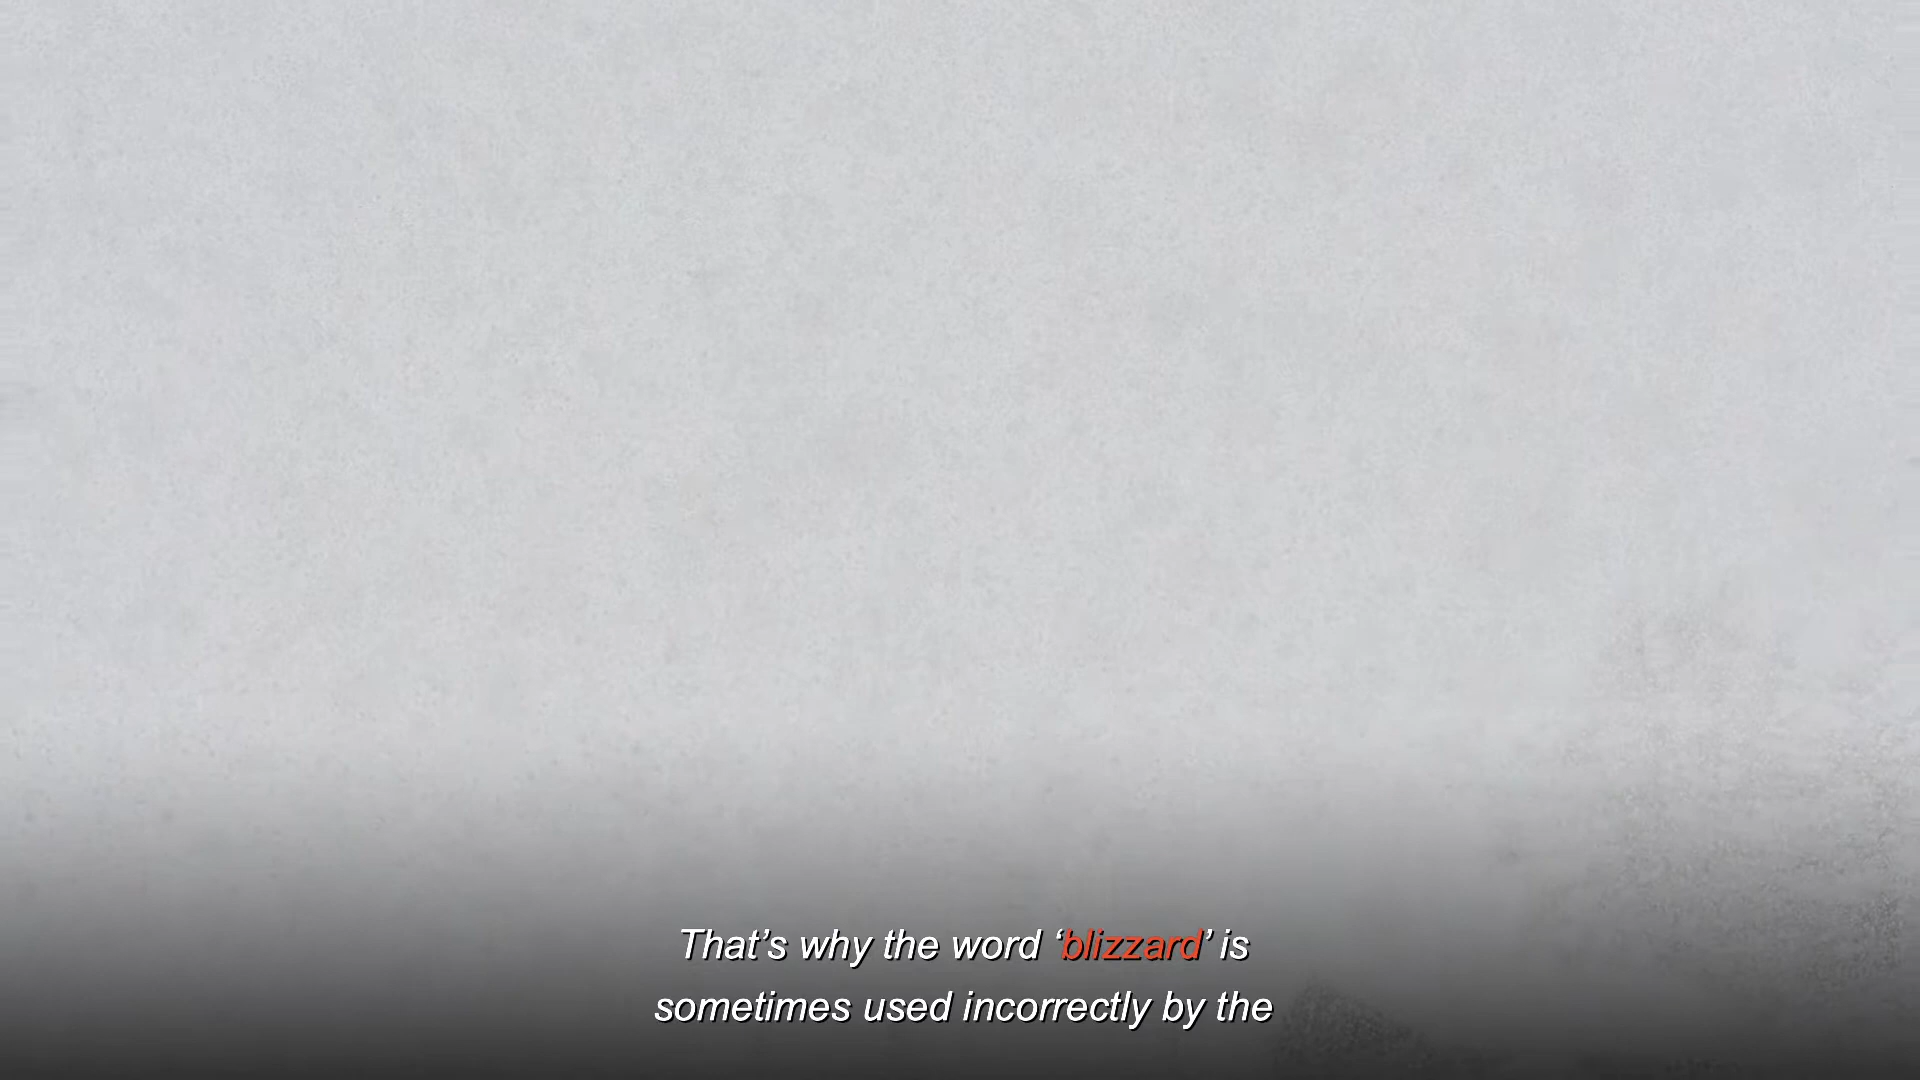 That’s why the word ‘blizzard’ is
sometimes used incorrectly by the